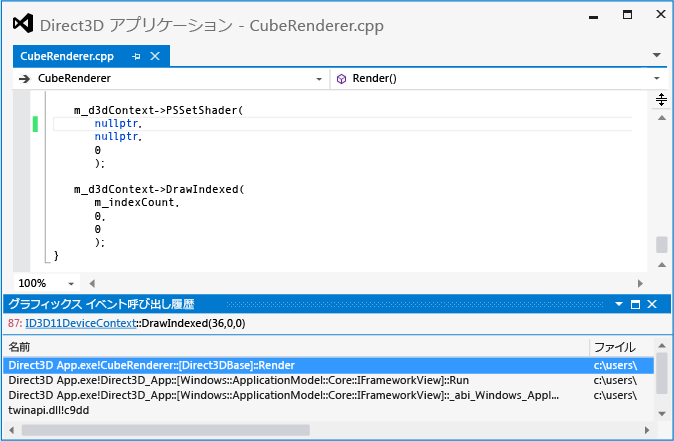 Direct3D アプリケーション - CubeRenderer.cpp
CubeRenderer.cpp
CubeRenderer Render()
m_d3dContext->PSSetShader(
nullptr,
nullptr,
0
);
m_d3dContext->DrawIndexed(
m_indexCount,
0,
0
);
}
100%
グラフィックス イベント呼び出し履歴
87: ID3D11DeviceContext::DrawIndexed(36,0,0)
名前 ファイル
Direct3D App.exe!CubeRenderer::[Direct3DBase]::Render c:\users\
Direct3D App.exe!Direct3D_App::[Windows::ApplicationModel::Core::IFrameworkView]::Run c:\users\
Direct3D App.exe!Direct3D_App::[Windows::ApplicationModel::Core::IFrameworkView]::_abi_Windows_Appl... c:\users\
twinapi.dll!c9dd